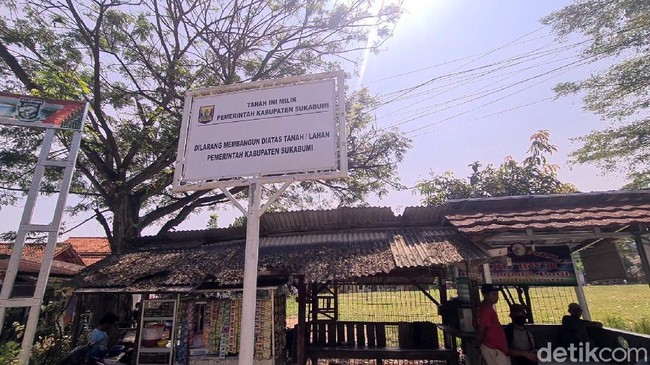 TANAH INI MILIK
PEMERINTAH KABUPATEN SUKABUMI
DILARANG MEMBANGUN DIATAS TANAH / LAHAN
PEMERINTAH KABUPATEN SUKABUMI
detikcom